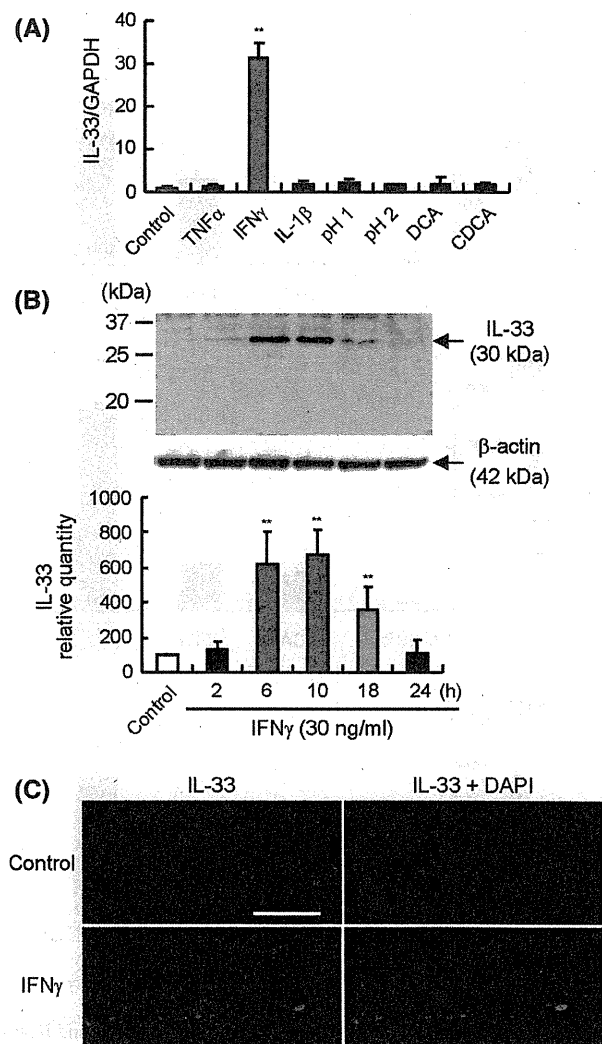 (A)
IL-33/GAPDH
40
30
20
10
0
**
Control
TNFα
IFNγ
IL-1β
pH 1
pH 2
DCA
CDCA
(B)
(kDa)
37
25
20
IL-33
(30 kDa)
β-actin
(42 kDa)
IL-33
relative quantity
1000
800
600
400
200
0
** ** **
Control
2 6 10 18 24 (h)
IFNγ (30 ng/ml)
(C)
IL-33 IL-33 + DAPI
Control
IFNγ